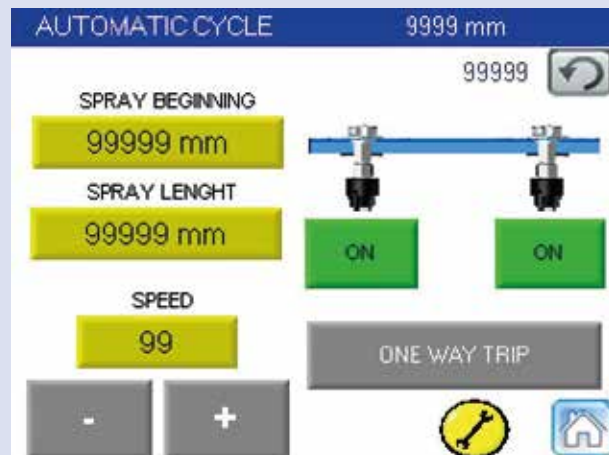 AUTOMATIC CYCLE 9999 mm
99999
SPRAY BEGINNING
99999 mm
SPRAY LENGHT
99999 mm
ON ON
SPEED
99
ONE WAY TRIP
- +